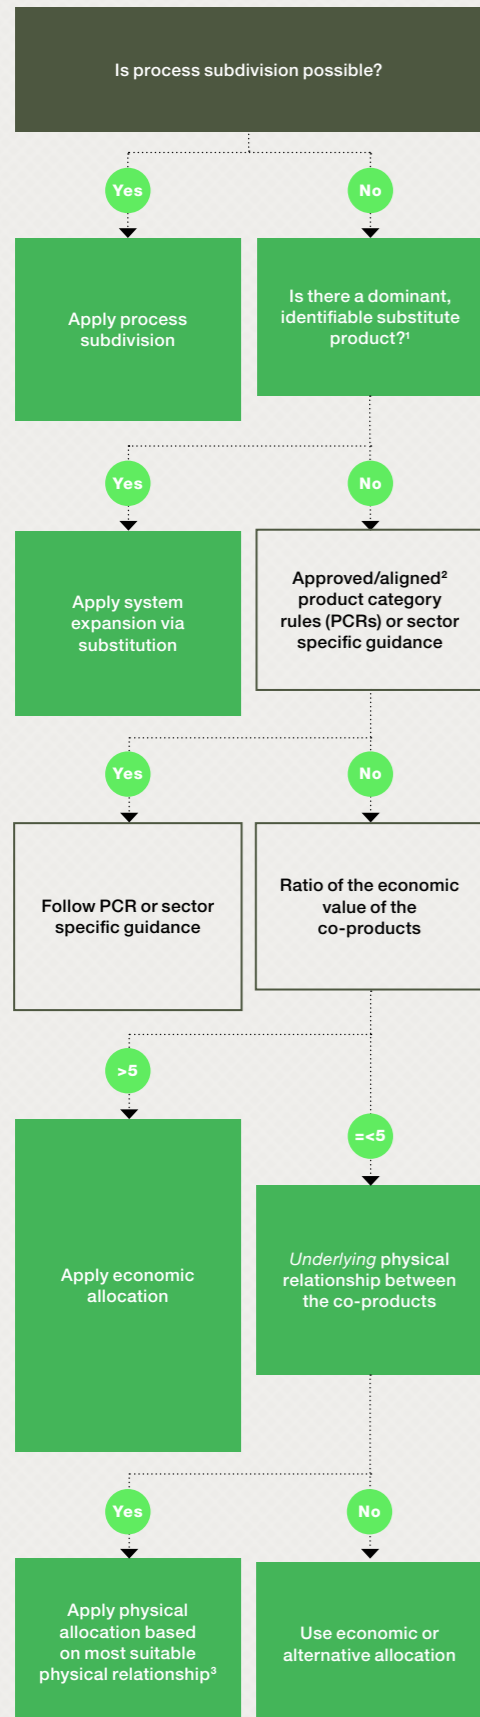 Is process subdivision possible?
Yes
No
Apply process
subdivision
Is there a dominant,
identifiable substitute
product?¹
Yes
No
Apply system
expansion via
substitution
Approved/aligned²
product category
rules (PCRs) or sector
specific guidance
Yes
No
Follow PCR or sector
specific guidance
Ratio of the economic
value of the
co-products
>5
=<5
Apply economic
allocation
Underlying physical
relationship between
the co-products
Yes
No
Apply physical
allocation based
on most suitable
physical relationship³
Use economic or
alternative allocation